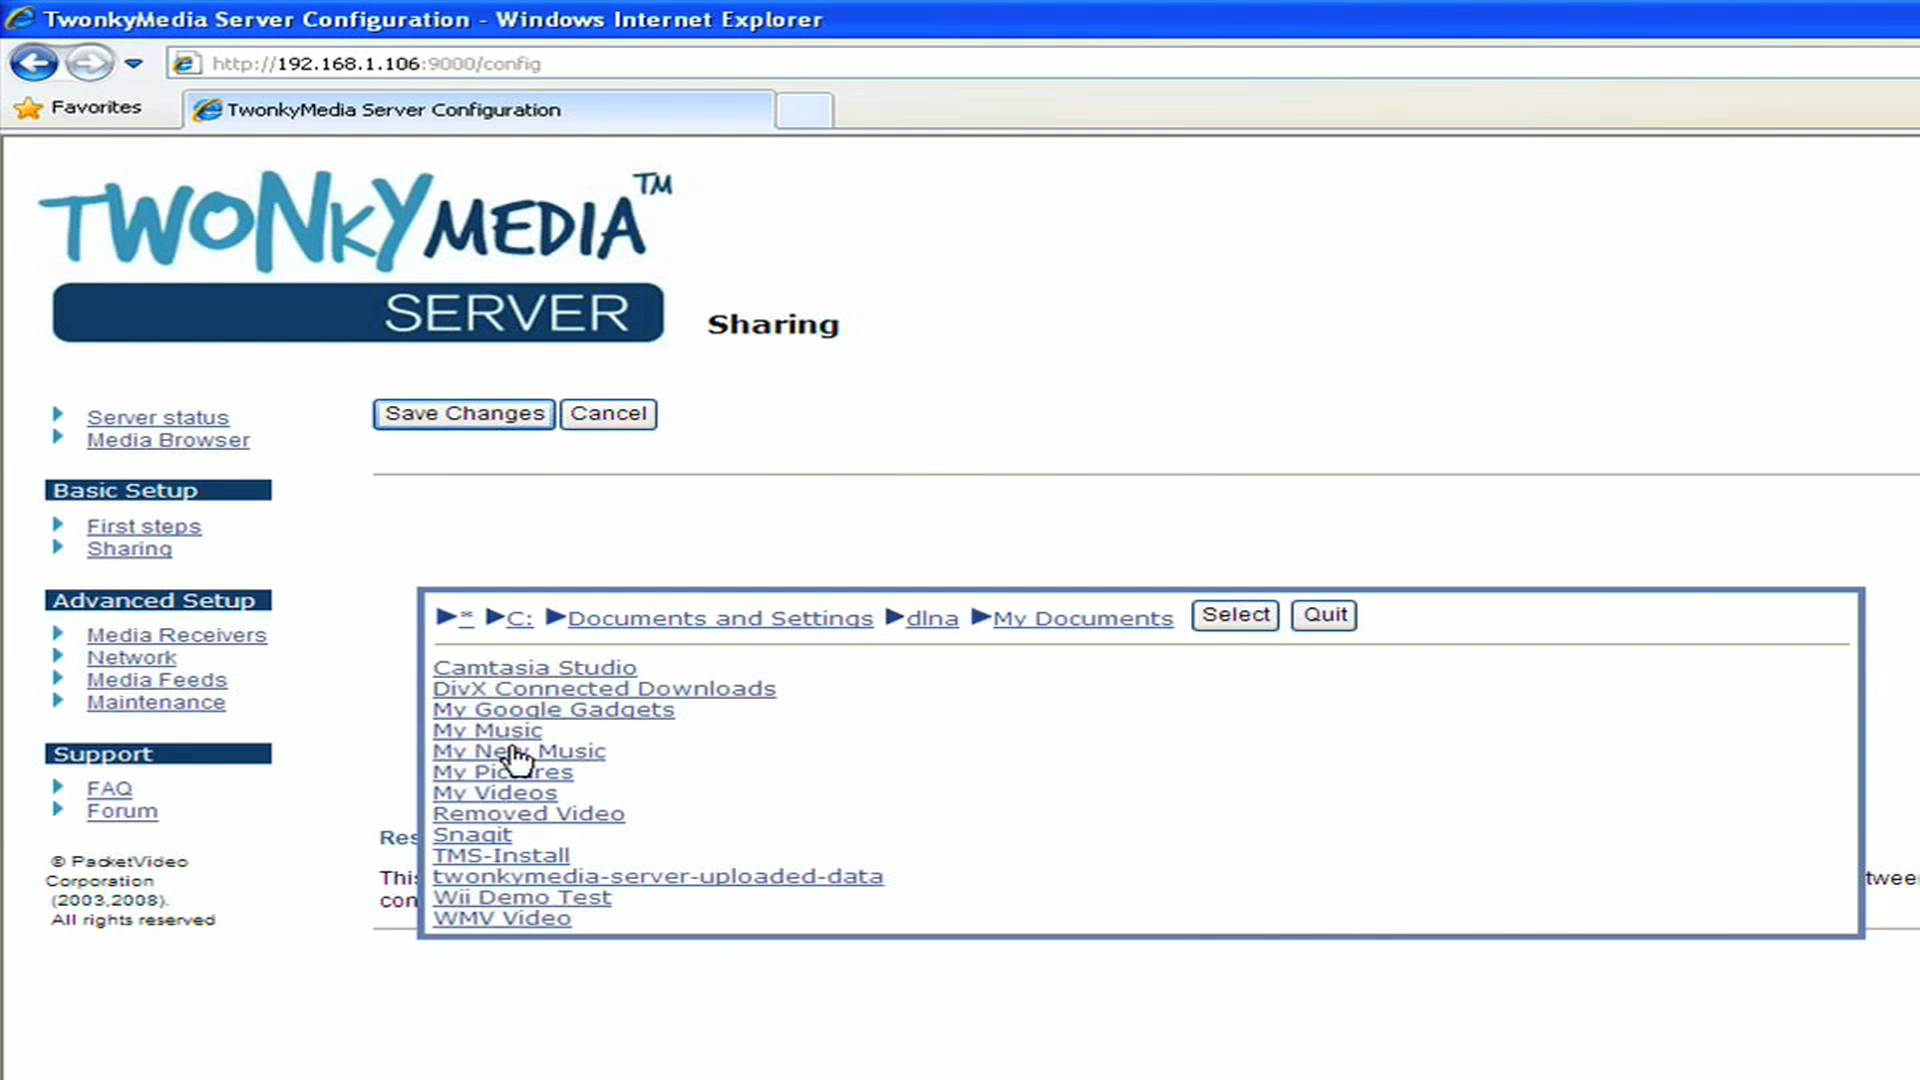 TwonkyMedia Server Configuration - Windows Internet Explorer
http://192.168.1.106:9000/config
Favorites
TwonkyMedia Server Configuration
TWONKYMEDIA™
SERVER
Sharing
Save Changes
Cancel
Server status
Media Browser
Basic Setup
First steps
Sharing
Advanced Setup
Media Receivers
Network
Media Feeds
Maintenance
Support
FAQ
Forum
© PacketVideo
Corporation
(2003,2008).
All rights reserved
* C: Documents and Settings dlna My Documents Select Quit
Camtasia Studio
DivX Connected Downloads
My Google Gadgets
My Music
My New Music
My Pictures
My Videos
Removed Video
Snagit
TMS-Install
twonkymedia-server-uploaded-data
Wii Demo Test
WMV Video